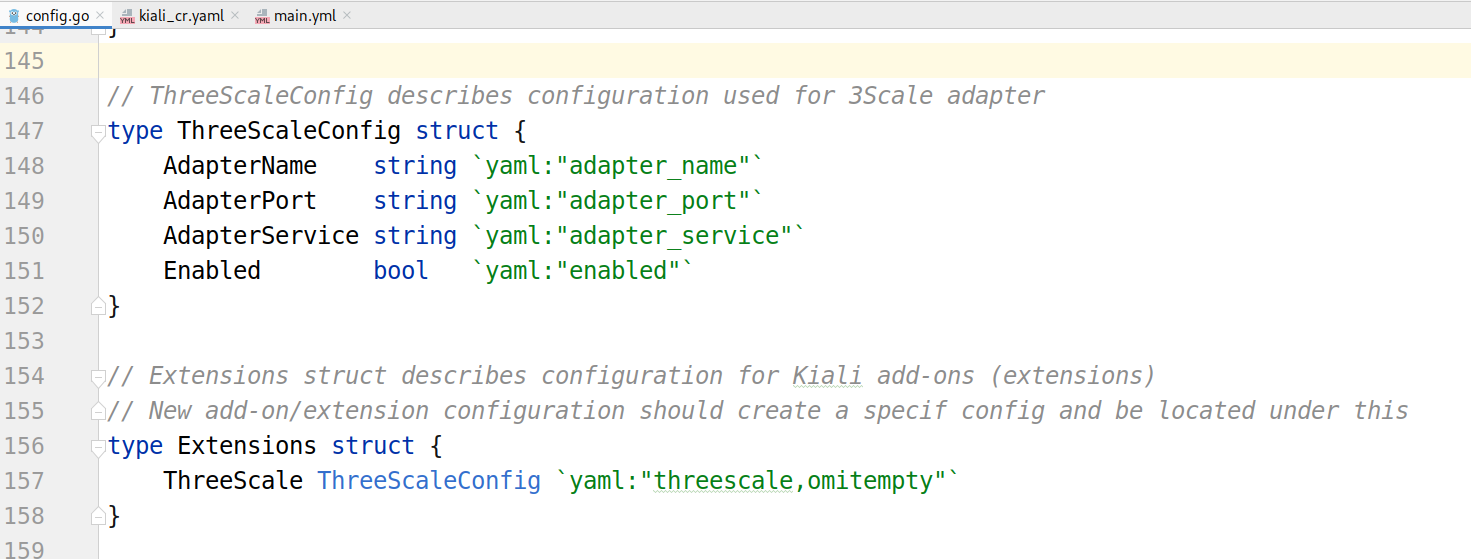 config.go kiali_cr.yaml main.yml
145
146 // ThreeScaleConfig describes configuration used for 3Scale adapter
147 type ThreeScaleConfig struct {
148 AdapterName string `yaml:"adapter_name"`
149 AdapterPort string `yaml:"adapter_port"`
150 AdapterService string `yaml:"adapter_service"`
151 Enabled bool `yaml:"enabled"`
152 }
153
154 // Extensions struct describes configuration for Kiali add-ons (extensions)
155 // New add-on/extension configuration should create a specif config and be located under this
156 type Extensions struct {
157 ThreeScale ThreeScaleConfig `yaml:"threescale,omitempty"`
158 }
159